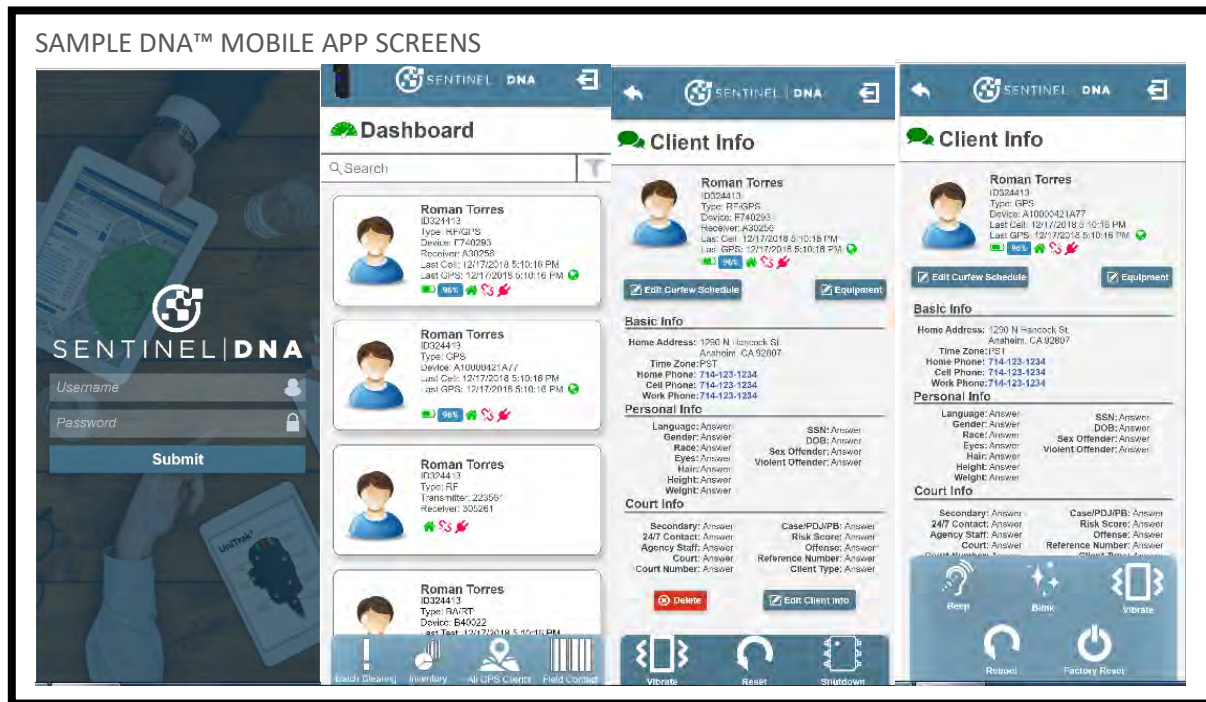 SAMPLE DNA™ MOBILE APP SCREENS
SENTINEL|DNA
Username
Password
Submit
UniTrak
SENTINEL DNA
Dashboard
Search
Roman Torres
ID324413
Type: RF/GPS
Device: F740293
Receiver: A30256
Last Cell: 12/17/2018 5:10:16 PM
Last GPS: 12/17/2018 5:10:16 PM
96%
Roman Torres
ID324413
Type: GPS
Device: A10000421A77
Last Cell: 12/17/2018 5:10:16 PM
Last GPS: 12/17/2018 5:10:16 PM
96%
Roman Torres
ID324413
Type: RF
Transmitter: 223561
Receiver: 305261
Roman Torres
ID324413
Type: BA/RT
Device: B40022
Last Test: 12/17/2018 5:10:16 PM
Batch Clearing Inventory All GPS Clients Field Contact
SENTINEL | DNA
Client Info
Roman Torres
ID324413
Type: RF/GPS
Device: F740293
Receiver: A30256
Last Cell: 12/17/2018 5:10:16 PM
Last GPS: 12/17/2018 5:10:16 PM
96%
Edit Curfew Schedule Equipment
Basic Info
Home Address: 1290 N Hancock St.
Anaheim, CA 92807
Time Zone: PST
Home Phone: 714-123-1234
Cell Phone: 714-123-1234
Work Phone: 714-123-1234
Personal Info
Language: Answer
Gender: Answer
Race: Answer
Eyes: Answer
Hair: Answer
Height: Answer
Weight: Answer
SSN: Answer
DOB: Answer
Sex Offender: Answer
Violent Offender: Answer
Court Info
Secondary: Answer
24/7 Contact: Answer
Agency Staff: Answer
Court: Answer
Court Number: Answer
Case/PDJ/PB: Answer
Risk Score: Answer
Offense: Answer
Reference Number: Answer
Client Type: Answer
Delete Edit Client Info
Vibrate Reset Shutdown
SENTINEL DNA
Client Info
Roman Torres
ID324413
Type: GPS
Device: A10000421A77
Last Cell: 12/17/2018 5:10:16 PM
Last GPS: 12/17/2018 5:10:16 PM
96%
Edit Curfew Schedule Equipment
Basic Info
Home Address: 1290 N Hancock St.
Anaheim, CA 92807
Time Zone: PST
Home Phone: 714-123-1234
Cell Phone: 714-123-1234
Work Phone: 714-123-1234
Personal Info
Language: Answer
Gender: Answer
Race: Answer
Eyes: Answer
Hair: Answer
Height: Answer
Weight: Answer
SSN: Answer
DOB: Answer
Sex Offender: Answer
Violent Offender: Answer
Court Info
Secondary: Answer
24/7 Contact: Answer
Agency Staff: Answer
Court: Answer
Case/PDJ/PB: Answer
Risk Score: Answer
Offense: Answer
Reference Number: Answer
Beep Blink Vibrate
Reboot Factory Reset